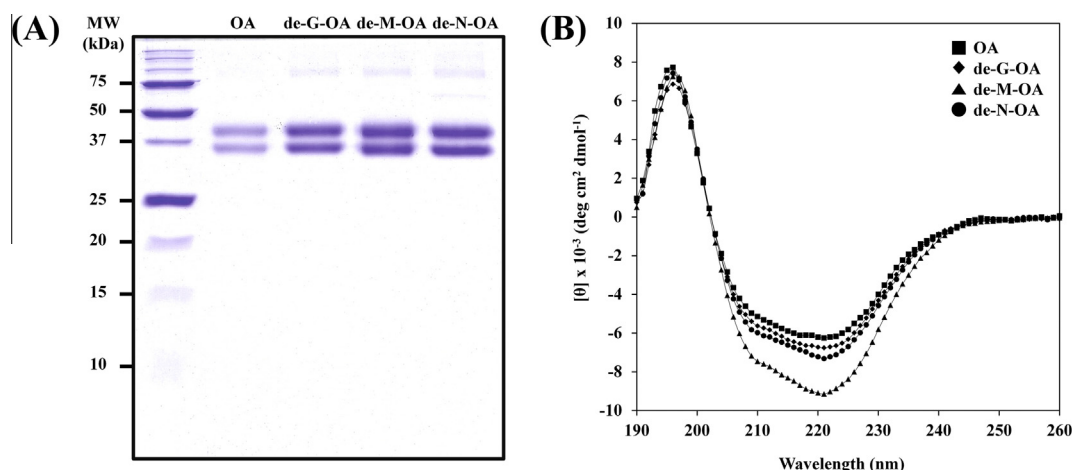 (A)
MW
(kDa)
OA de-G-OA de-M-OA de-N-OA
75
50
37
25
20
15
10
(B)
OA
de-G-OA
de-M-OA
de-N-OA
[θ] x 10⁻³ (deg cm² dmol⁻¹)
10
8
6
4
2
0
-2
-4
-6
-8
-10
190 200 210 220 230 240 250 260
Wavelength (nm)